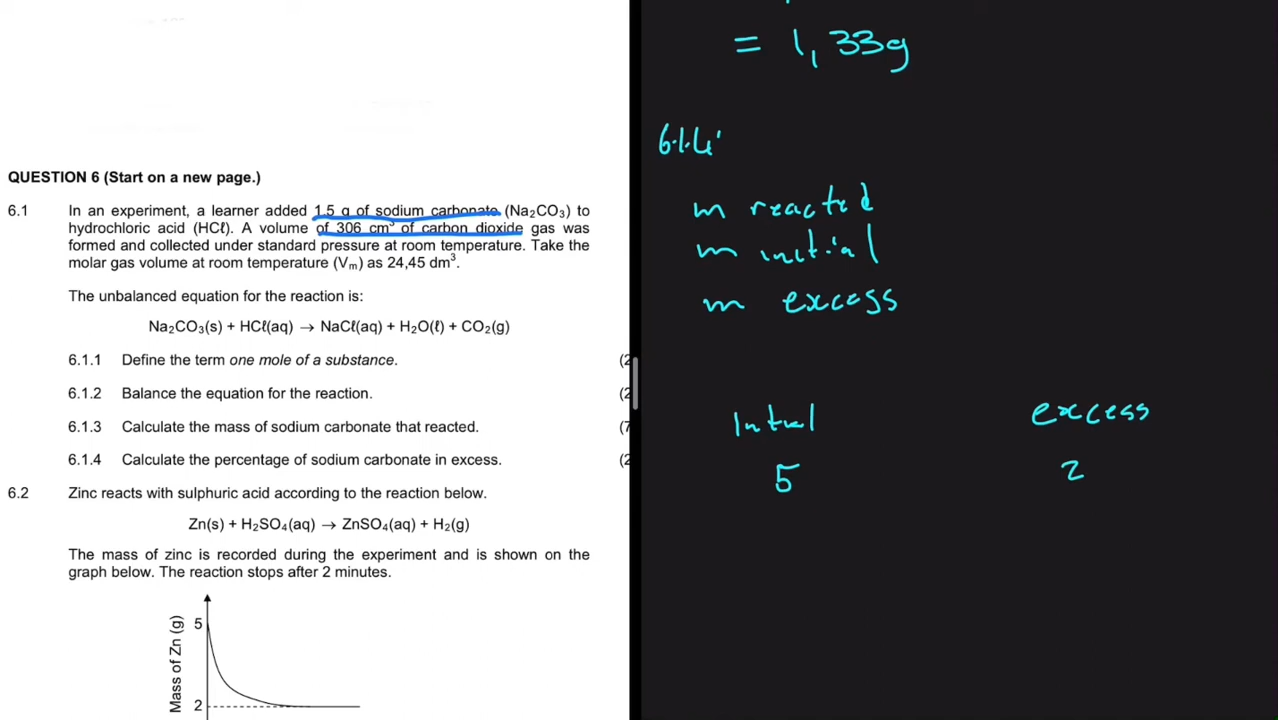 QUESTION 6 (Start on a new page.)
6.1 In an experiment, a learner added 1.5 g of sodium carbonate (Na₂CO₃) to
hydrochloric acid (HCℓ). A volume of 306 cm³ of carbon dioxide gas was
formed and collected under standard pressure at room temperature. Take the
molar gas volume at room temperature (Vₘ) as 24,45 dm³.
The unbalanced equation for the reaction is:
Na₂CO₃(s) + HCℓ(aq) → NaCℓ(aq) + H₂O(ℓ) + CO₂(g)
6.1.1 Define the term one mole of a substance. (2
6.1.2 Balance the equation for the reaction. (2
6.1.3 Calculate the mass of sodium carbonate that reacted. (7
6.1.4 Calculate the percentage of sodium carbonate in excess. (2
6.2 Zinc reacts with sulphuric acid according to the reaction below.
Zn(s) + H₂SO₄(aq) → ZnSO₄(aq) + H₂(g)
The mass of zinc is recorded during the experiment and is shown on the
graph below. The reaction stops after 2 minutes.
Mass of Zn (g)
5
2
= 1,33g
6.1.4
m reacted
m initial
m excess
Intial excess
5 2